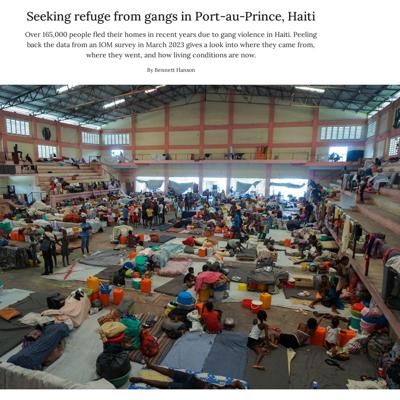 Seeking refuge from gangs in Port-au-Prince, Haiti
Over 165,000 people fled their homes in recent years due to gang violence in Haiti. Peeling
back the data from an IOM survey in March 2023 gives a look into where they came from,
where they went, and how living conditions are now.
By Bennett Hanson